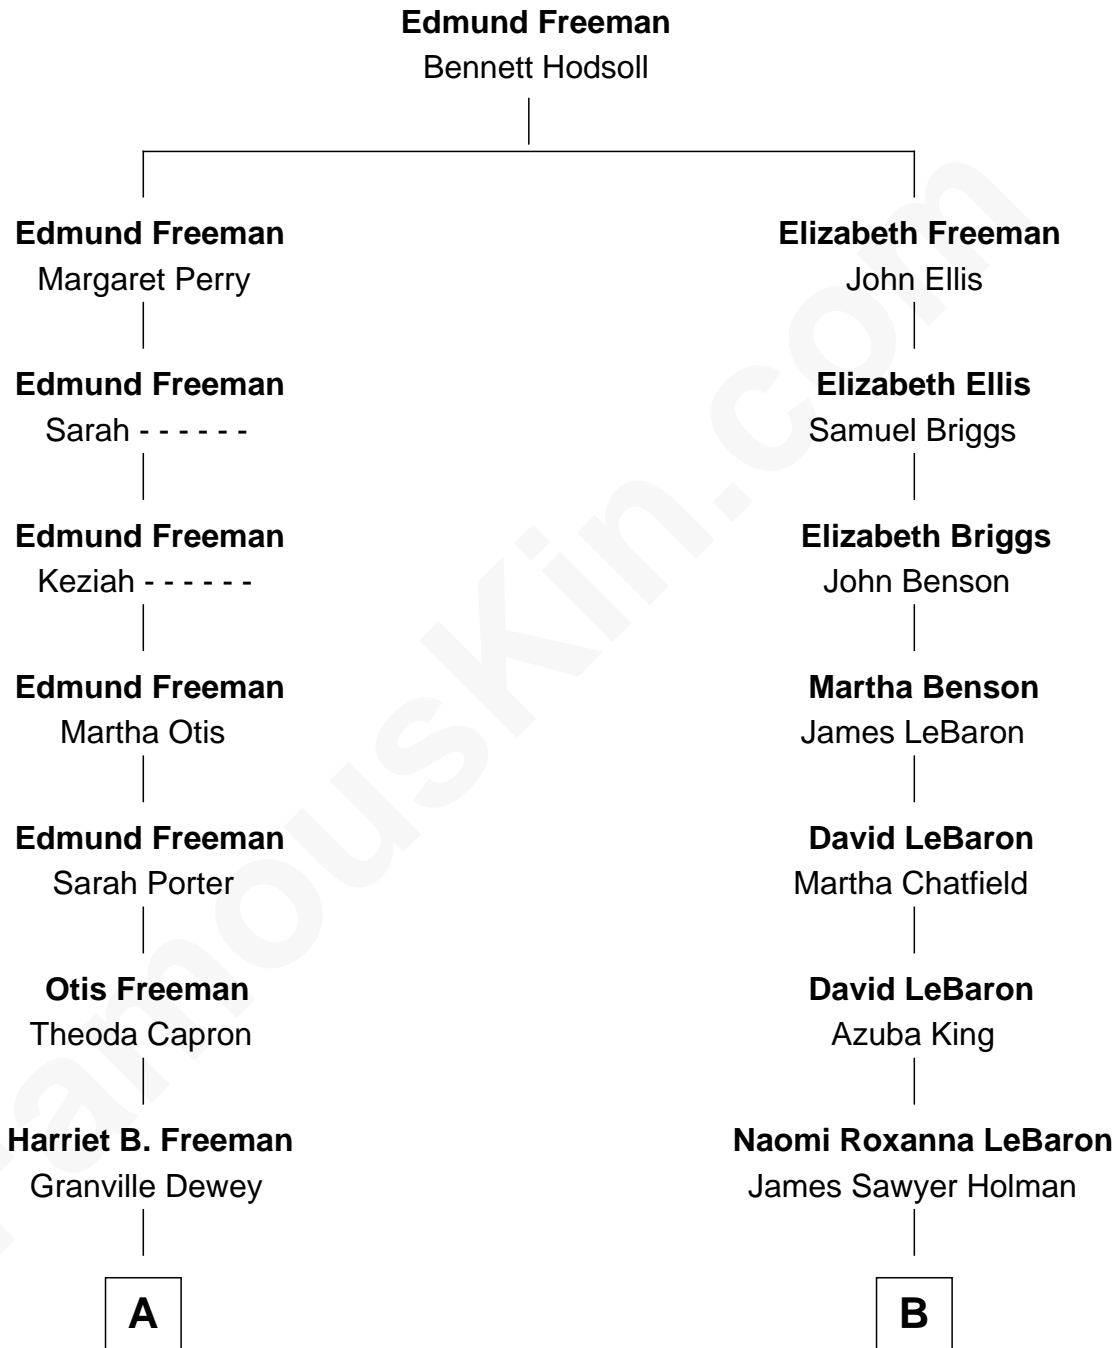 Edmund Freeman
Bennett Hodsoll
Edmund Freeman
Margaret Perry
Elizabeth Freeman
John Ellis
Edmund Freeman
Sarah - - - - - -
Elizabeth Ellis
Samuel Briggs
Edmund Freeman
Keziah - - - - - -
Elizabeth Briggs
John Benson
Edmund Freeman
Martha Otis
Martha Benson
James LeBaron
Edmund Freeman
Sarah Porter
David LeBaron
Martha Chatfield
Otis Freeman
Theoda Capron
David LeBaron
Azuba King
Harriet B. Freeman
Granville Dewey
Naomi Roxanna LeBaron
James Sawyer Holman
A
B
FamousKin.com